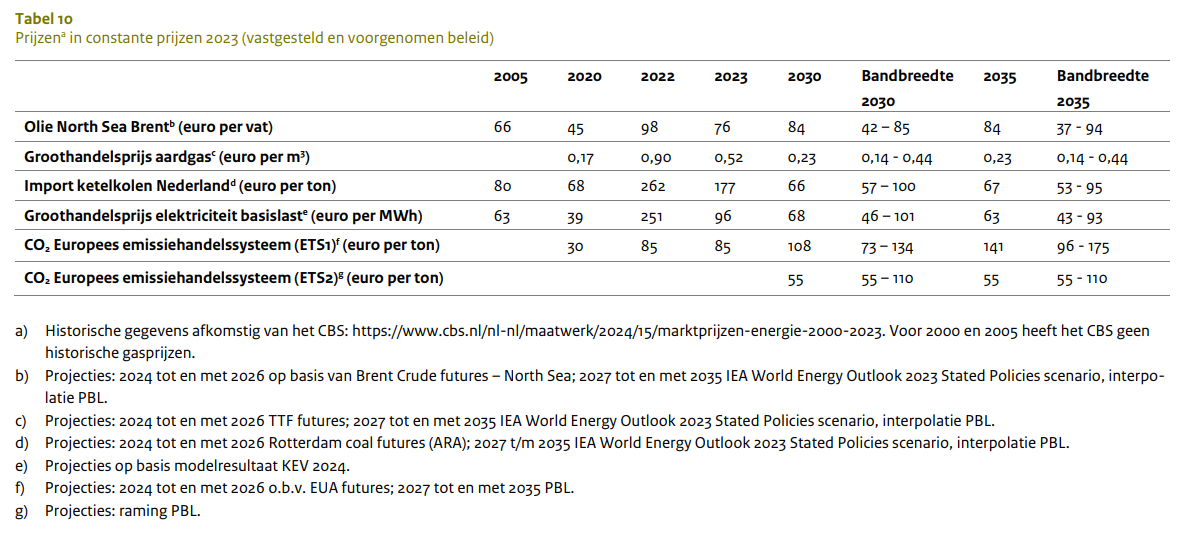 Tabel 10
Prijzenᵃ in constante prijzen 2023 (vastgesteld en voorgenomen beleid)
2005 2020 2022 2023 2030 Bandbreedte 2030 2035 Bandbreedte 2035
Olie North Sea Brentᵇ (euro per vat) 66 45 98 76 84 42 – 85 84 37 - 94
Groothandelsprijs aardgasᶜ (euro per m³) 0,17 0,90 0,52 0,23 0,14 - 0,44 0,23 0,14 - 0,44
Import ketelkolen Nederlandᵈ (euro per ton) 80 68 262 177 66 57 – 100 67 53 - 95
Groothandelsprijs elektriciteit basislastᵉ (euro per MWh) 63 39 251 96 68 46 – 101 63 43 - 93
CO₂ Europees emissiehandelssysteem (ETS1)ᶠ (euro per ton) 30 85 85 108 73 – 134 141 96 - 175
CO₂ Europees emissiehandelssysteem (ETS2)ᵍ (euro per ton) 55 55 – 110 55 55 - 110
a) Historische gegevens afkomstig van het CBS: https://www.cbs.nl/nl-nl/maatwerk/2024/15/marktprijzen-energie-2000-2023. Voor 2000 en 2005 heeft het CBS geen
historische gasprijzen.
b) Projecties: 2024 tot en met 2026 op basis van Brent Crude futures – North Sea; 2027 tot en met 2035 IEA World Energy Outlook 2023 Stated Policies scenario, interpo-
latie PBL.
c) Projecties: 2024 tot en met 2026 TTF futures; 2027 tot en met 2035 IEA World Energy Outlook 2023 Stated Policies scenario, interpolatie PBL.
d) Projecties: 2024 tot en met 2026 Rotterdam coal futures (ARA); 2027 t/m 2035 IEA World Energy Outlook 2023 Stated Policies scenario, interpolatie PBL.
e) Projecties op basis modelresultaat KEV 2024.
f) Projecties: 2024 tot en met 2026 o.b.v. EUA futures; 2027 tot en met 2035 PBL.
g) Projecties: raming PBL.